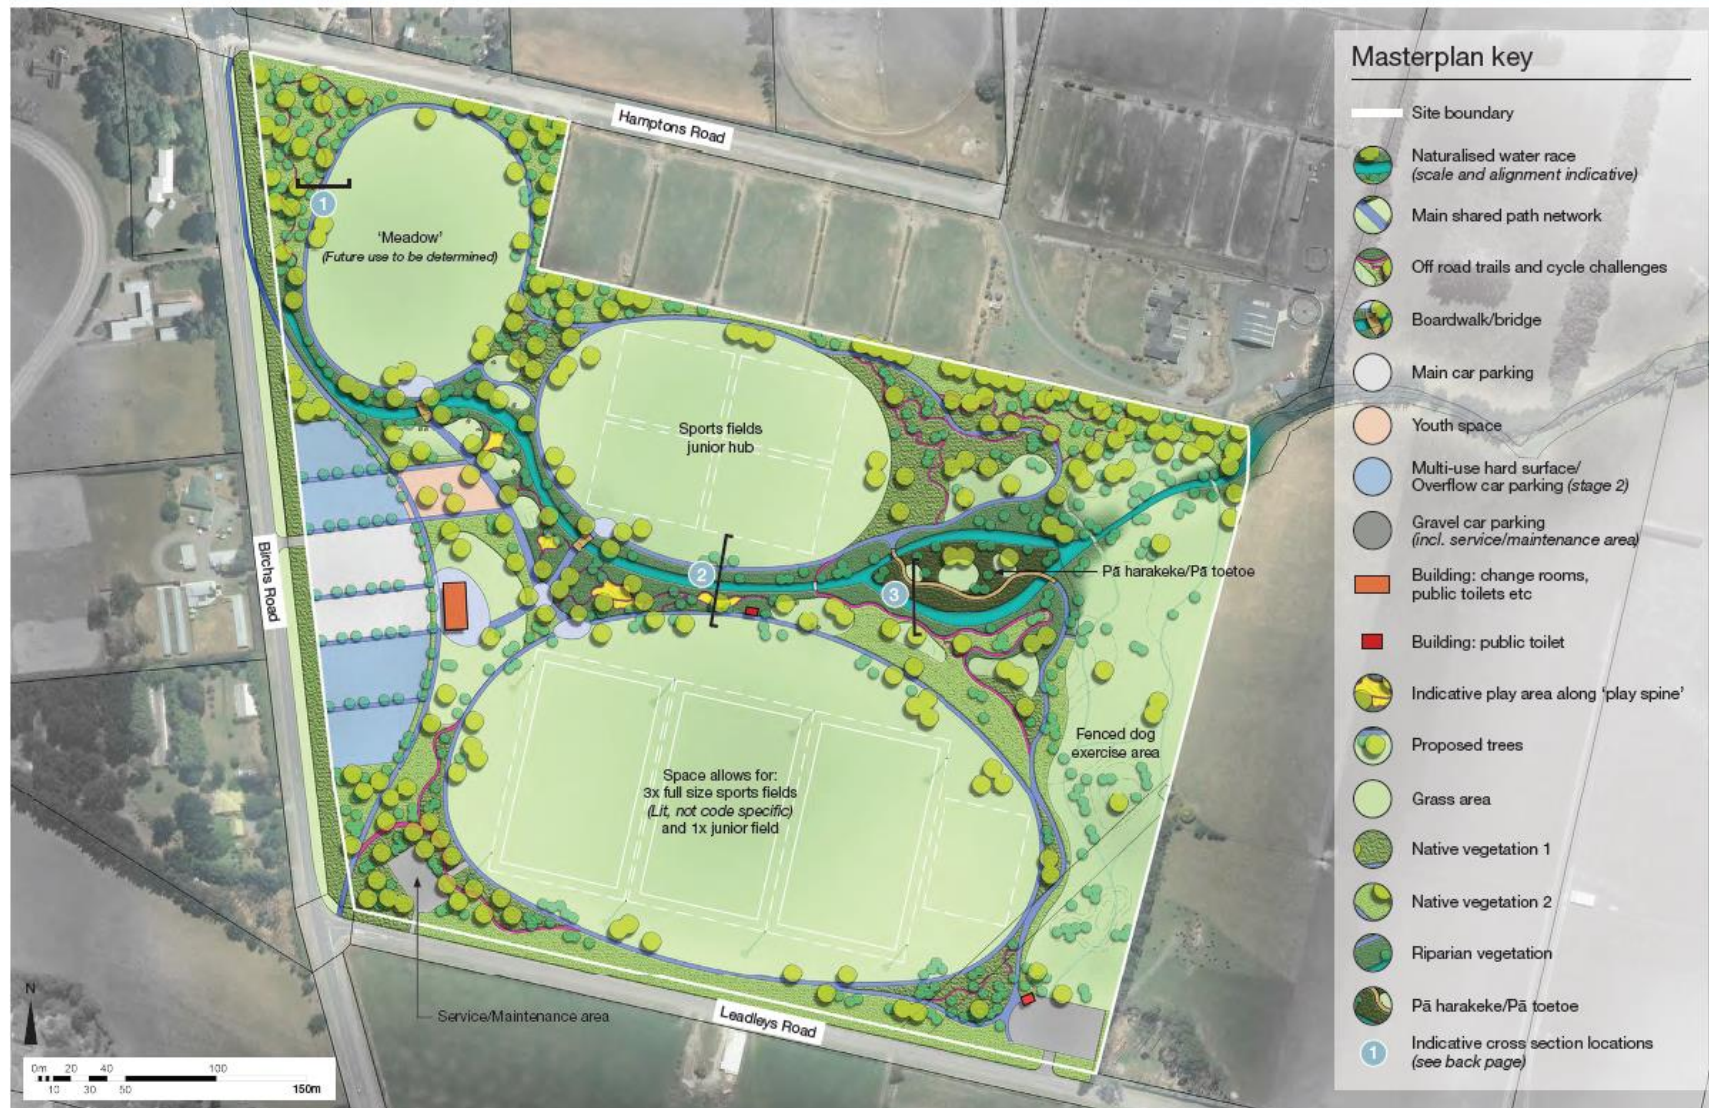 Hamptons Road
1
'Meadow'
(Future use to be determined)
Sports fields
junior hub
Birchs Road
2
3
Pā harakeke/Pā toetoe
Fenced dog
exercise area
Space allows for:
3x full size sports fields
(Lit, not code specific)
and 1x junior field
Service/Maintenance area
Leadleys Road
N
0m 20 40 100
10 30 50 150m
Masterplan key
Site boundary
Naturalised water race
(scale and alignment indicative)
Main shared path network
Off road trails and cycle challenges
Boardwalk/bridge
Main car parking
Youth space
Multi-use hard surface/
Overflow car parking (stage 2)
Gravel car parking
(incl. service/maintenance area)
Building: change rooms,
public toilets etc
Building: public toilet
Indicative play area along 'play spine'
Proposed trees
Grass area
Native vegetation 1
Native vegetation 2
Riparian vegetation
Pā harakeke/Pā toetoe
1
Indicative cross section locations
(see back page)